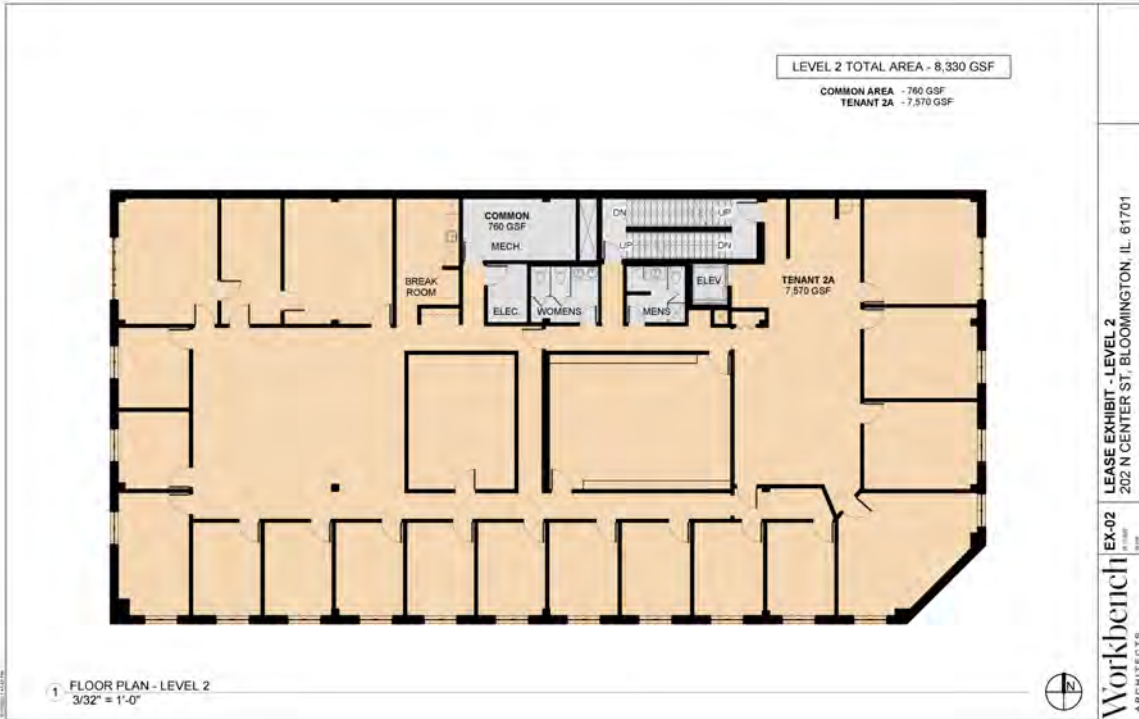 LEVEL 2 TOTAL AREA - 8,330 GSF
COMMON AREA - 760 GSF
TENANT 2A - 7,570 GSF
COMMON
760 GSF
MECH.
DN
UP
UP
DN
BREAK
ROOM
ELEC.
WOMENS
MENS
ELEV
TENANT 2A
7,570 GSF
1
FLOOR PLAN - LEVEL 2
3/32" = 1'-0"
N
LEASE EXHIBIT - LEVEL 2
202 N CENTER ST, BLOOMINGTON, IL. 61701
EX-02
Workbench
ARCHITECTS